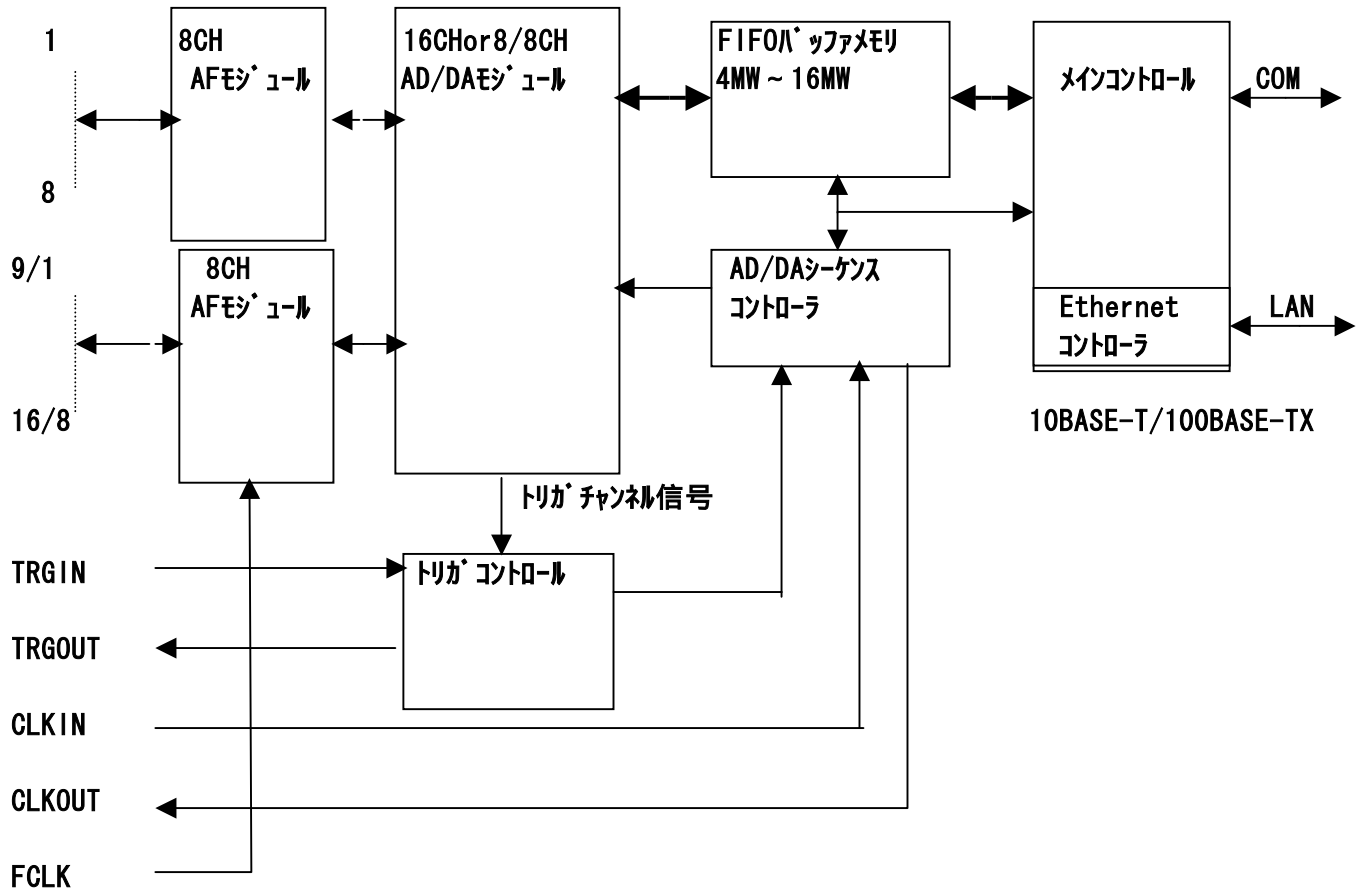 1
8
9/1
16/8
8CH
AFモジュール
8CH
AFモジュール
16CHor8/8CH
AD/DAモジュール
FIFOバッファメモリ
4MW~16MW
AD/DAシーケンス
コントローラ
メインコントロール
COM
Ethernet
コントローラ
LAN
10BASE-T/100BASE-TX
トリガチャンネル信号
トリガコントロール
TRGIN
TRGOUT
CLKIN
CLKOUT
FCLK